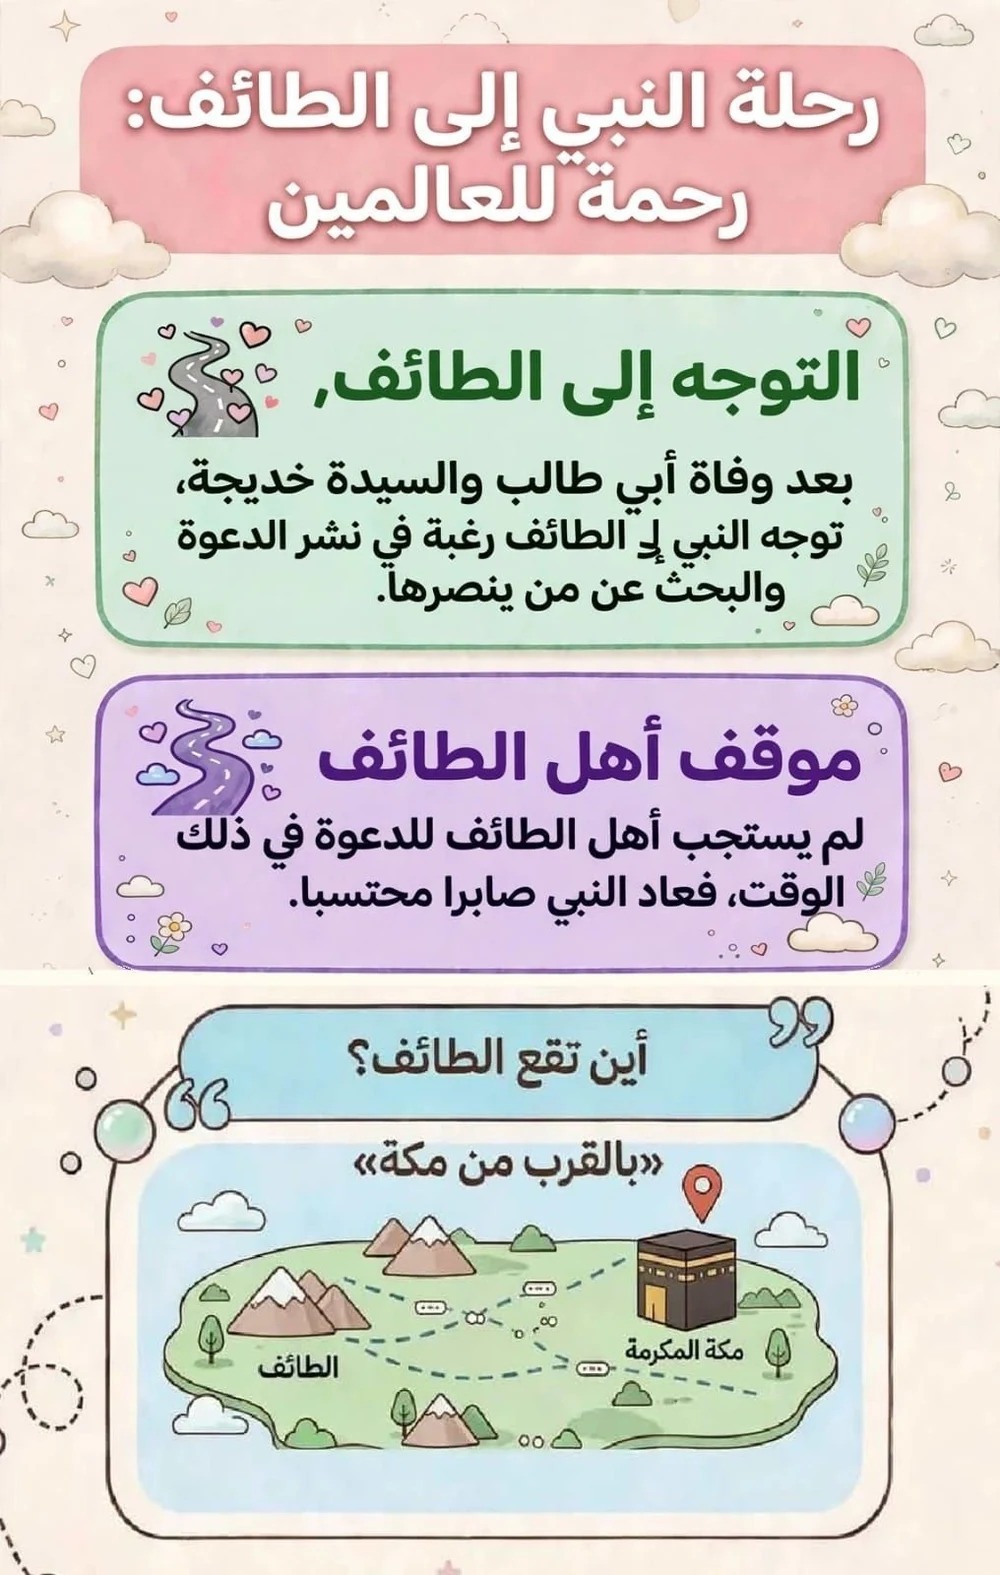 رحلة النبي إلى الطائف:
رحمة للعالمين
التوجه إلى الطائف,
بعد وفاة أبي طالب والسيدة خديجة،
توجه النبي لإ الطائف رغبة في نشر الدعوة
والبحث عن من ينصرها.
موقف أهل الطائف
لم يستجب أهل الطائف للدعوة في ذلك
الوقت، فعاد النبي صابرا محتسبا.
أين تقع الطائف؟
«بالقرب من مكة»
مكة المكرمة
الطائف